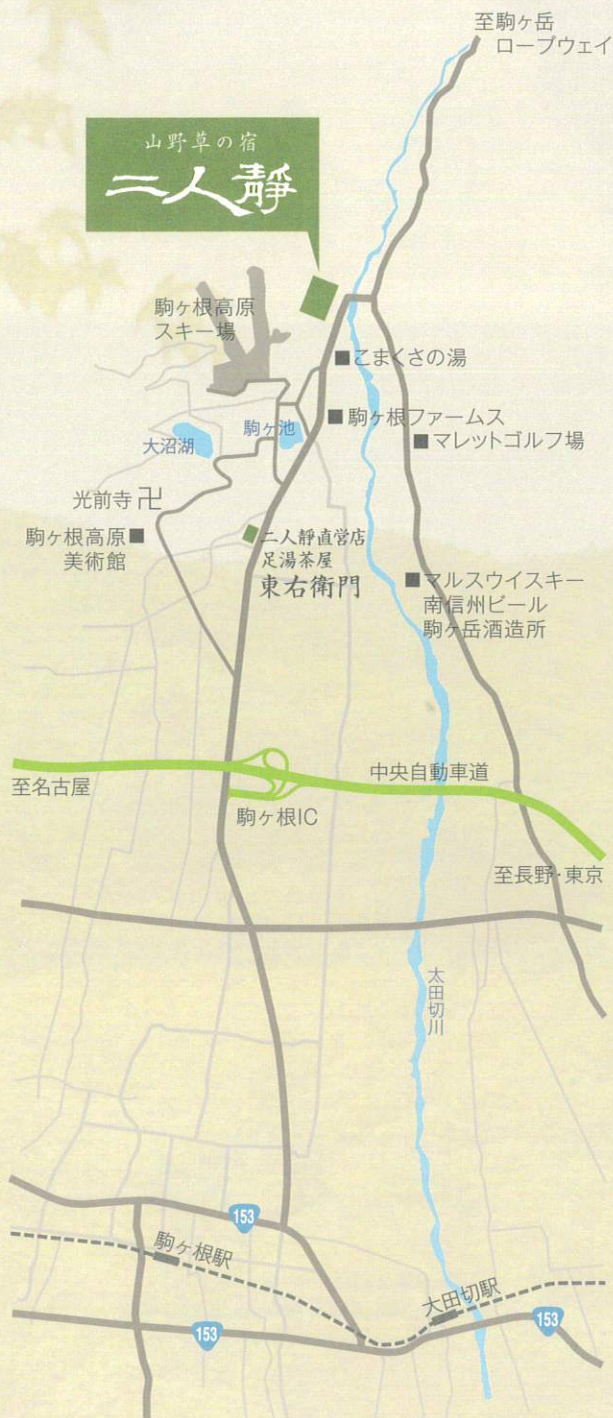 至駒ヶ岳
ロープウェイ
山野草の宿
二人静
駒ヶ根高原
スキー場
■こまくさの湯
■駒ヶ根ファームス
■マレットゴルフ場
駒ヶ池
大沼湖
光前寺卍
駒ヶ根高原■
美術館
二人静直営店
足湯茶屋
東右衛門
■マルスウイスキー
南信州ビール
駒ヶ岳酒造所
中央自動車道
至名古屋
駒ヶ根IC
至長野・東京
太田切川
153
駒ヶ根駅
大田切駅
153
153